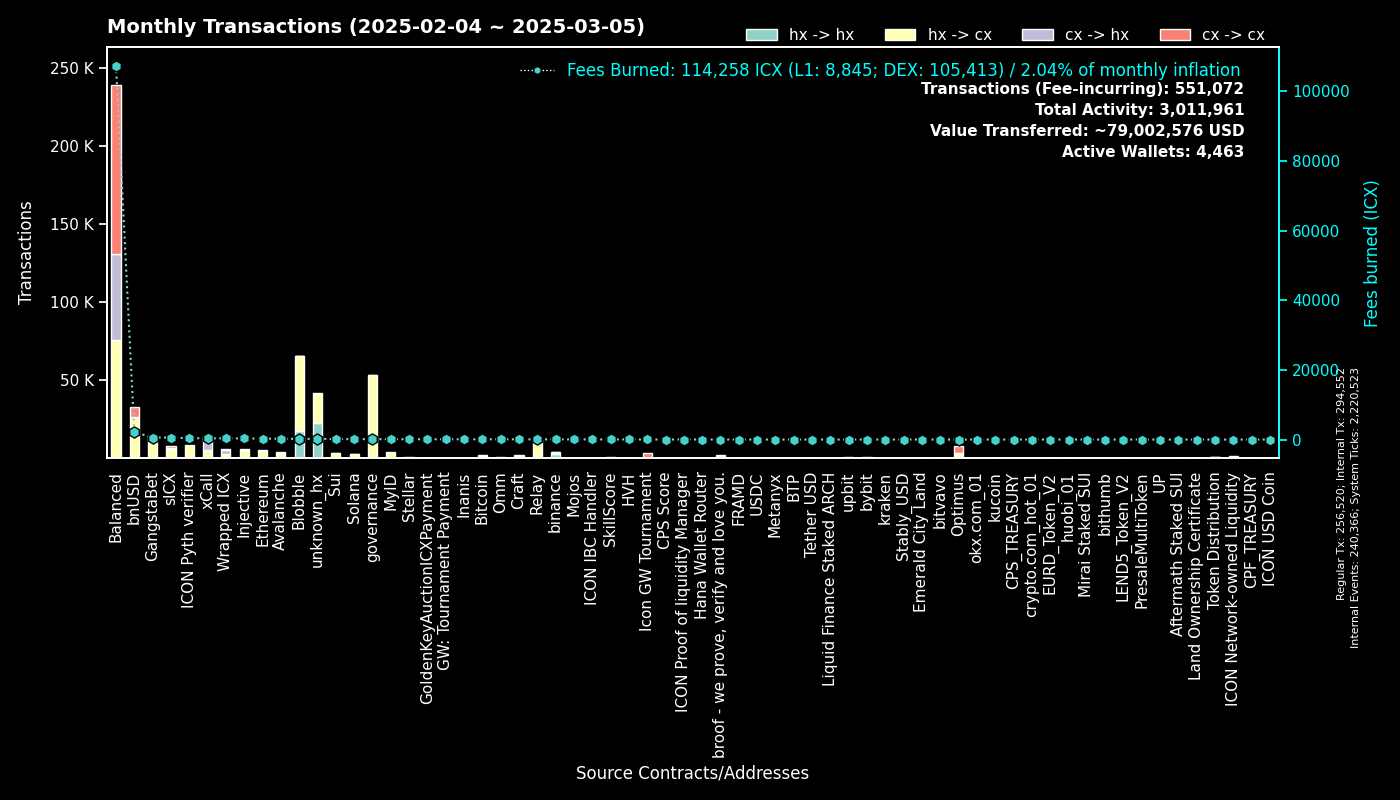 Monthly Transactions (2025-02-04 ~ 2025-03-05)
hx -> hx
hx -> cx
cx -> hx
cx -> cx
Fees Burned: 114,258 ICX (L1: 8,845; DEX: 105,413) / 2.04% of monthly inflation
Transactions (Fee-incurring): 551,072
Total Activity: 3,011,961
Value Transferred: ~79,002,576 USD
Active Wallets: 4,463
Transactions
250 K
200 K
150 K
100 K
50 K
100000
80000
60000
40000
20000
0
Fees burned (ICX)
Regular Tx: 256,520; Internal Tx: 294,552
Internal Events: 240,366; System Ticks: 2,220,523
Balanced
bnUSD
GangstaBet
sICX
ICON Pyth verifier
xCall
Wrapped ICX
Injective
Ethereum
Avalanche
Blobble
unknown_hx
Sui
Solana
governance
MyID
Stellar
GoldenKeyAuctionICXPayment
GW: Tournament Payment
Inanis
Bitcoin
Omm
Craft
Relay
binance
Mojos
ICON IBC Handler
SkillScore
HVH
Icon GW Tournament
CPS Score
ICON Proof of liquidity Manager
Hana Wallet Router
broof - we prove, verify and love you.
FRAMD
USDC
Metanyx
BTP
Tether USD
Liquid Finance Staked ARCH
upbit
bybit
kraken
Stably_USD
Emerald City Land
bitvavo
Optimus
okx.com_01
kucoin
CPS_TREASURY
crypto.com_hot_01
EURD_Token_V2
huobi_01
Mirai Staked SUI
bithumb
LEND5_Token_V2
PresaleMultiToken
UP
Aftermath Staked SUI
Land Ownership Certificate
Token Distribution
ICON Network-owned Liquidity
CPF_TREASURY
ICON USD Coin
Source Contracts/Addresses